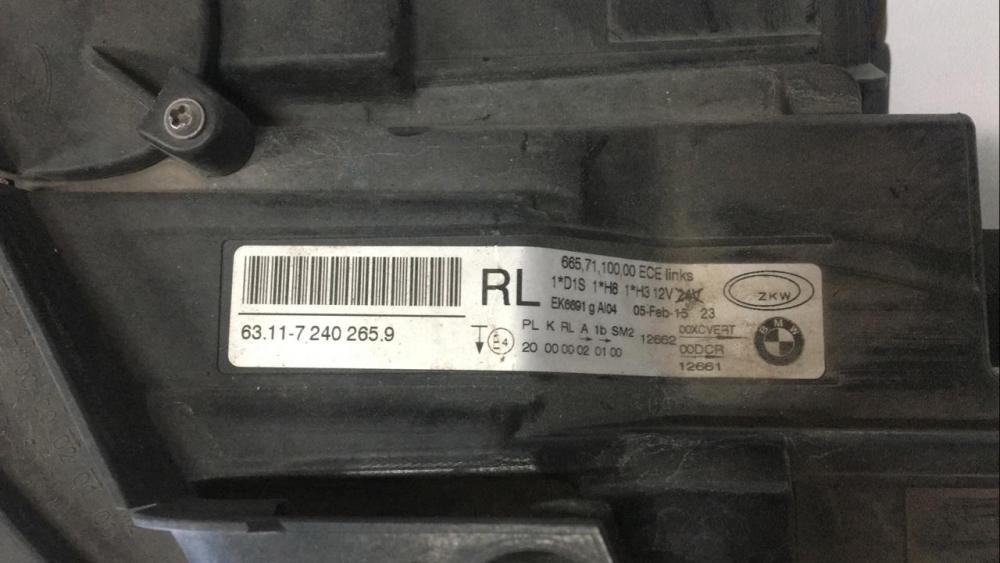 RL
665,71,100,00 ECE links
1*D1S 1*H8 1*H3 12V 24V
EK6691 g AI04 05-Feb-15 23
63.11-7 240 265.9
E4
PL K RL A 1b SM2
20 00 00 02 01 00
12662
00XCVERT
00DCR
12661
ZKW
BMW